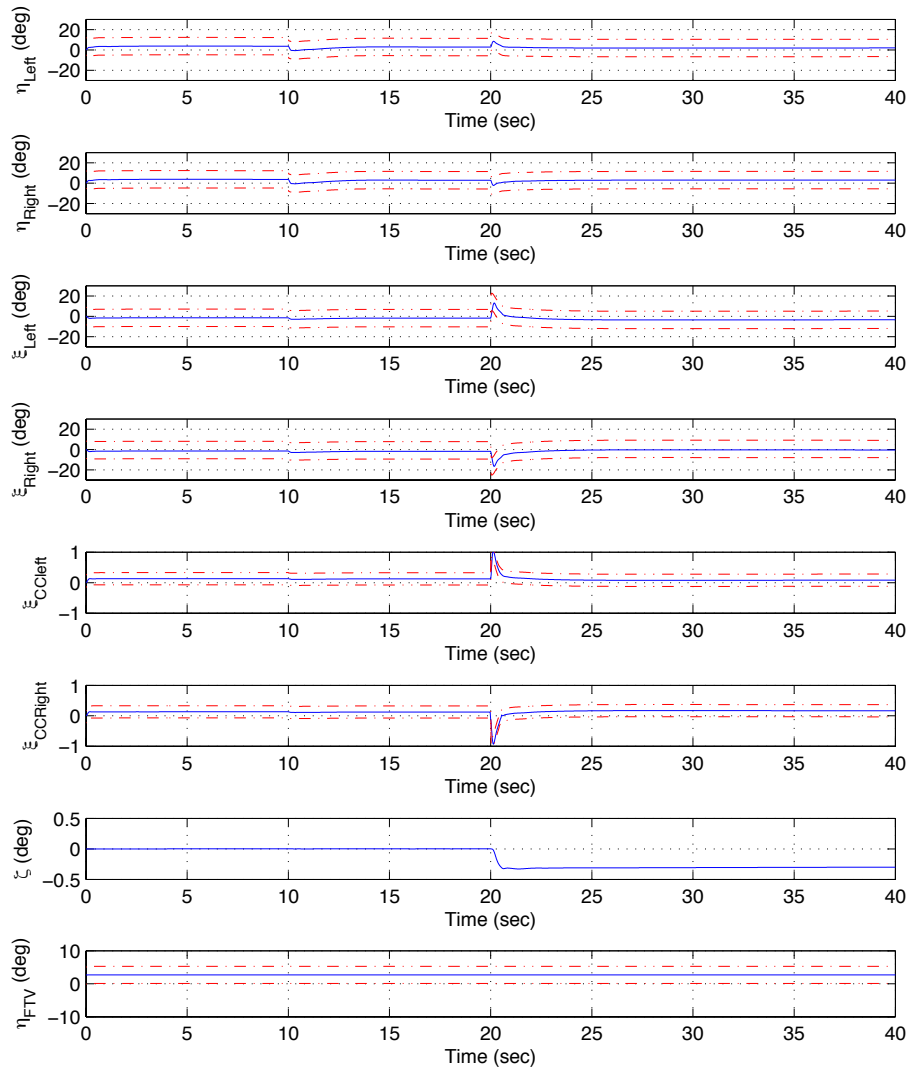 η_Left (deg)
20
0
−20
0 5 10 15 20 25 30 35 40
Time (sec)
η_Right (deg)
20
0
−20
0 5 10 15 20 25 30 35 40
Time (sec)
ξ_Left (deg)
20
0
−20
0 5 10 15 20 25 30 35 40
Time (sec)
ξ_Right (deg)
20
0
−20
0 5 10 15 20 25 30 35 40
Time (sec)
ξ_CCleft
1
0
−1
0 5 10 15 20 25 30 35 40
Time (sec)
ξ_CCRight
1
0
−1
0 5 10 15 20 25 30 35 40
Time (sec)
ζ (deg)
0.5
0
−0.5
0 5 10 15 20 25 30 35 40
Time (sec)
η_FTV (deg)
10
0
−10
0 5 10 15 20 25 30 35 40
Time (sec)